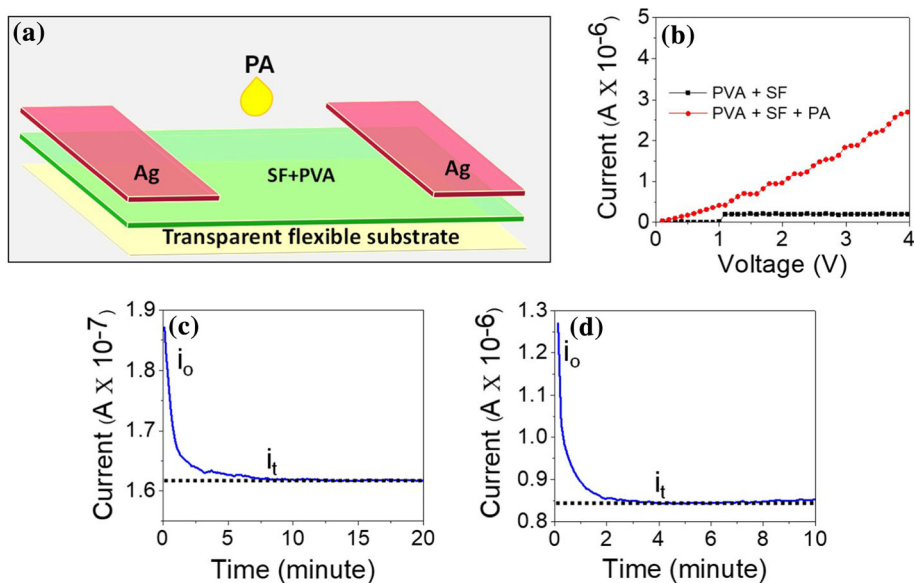 (a)
PA
Ag
SF+PVA
Ag
Transparent flexible substrate
(b)
Current (A X 10-6)
5
4
3
2
1
0
PVA + SF
PVA + SF + PA
0 1 2 3 4
Voltage (V)
(c)
Current (A X 10-7)
1.9
1.8
1.7
1.6
io
it
0 5 10 15 20
Time (minute)
(d)
Current (A X 10-6)
1.3
1.2
1.1
1.0
0.9
0.8
io
it
0 2 4 6 8 10
Time (minute)